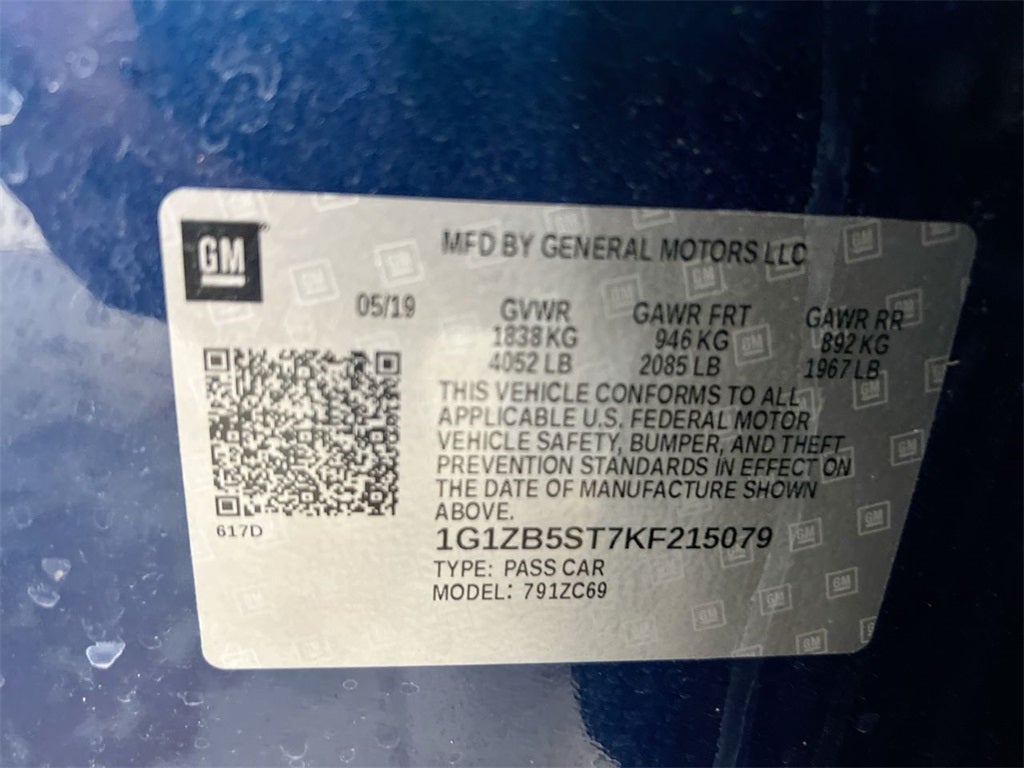 GM
MFD BY GENERAL MOTORS LLC
05/19
GVWR GAWR FRT GAWR RR
1838 KG 946 KG 892 KG
4052 LB 2085 LB 1967 LB
THIS VEHICLE CONFORMS TO ALL
APPLICABLE U.S. FEDERAL MOTOR
VEHICLE SAFETY, BUMPER, AND THEFT
PREVENTION STANDARDS IN EFFECT ON
THE DATE OF MANUFACTURE SHOWN
ABOVE.
617D
1G1ZB5ST7KF215079
TYPE: PASS CAR
MODEL: 791ZC69